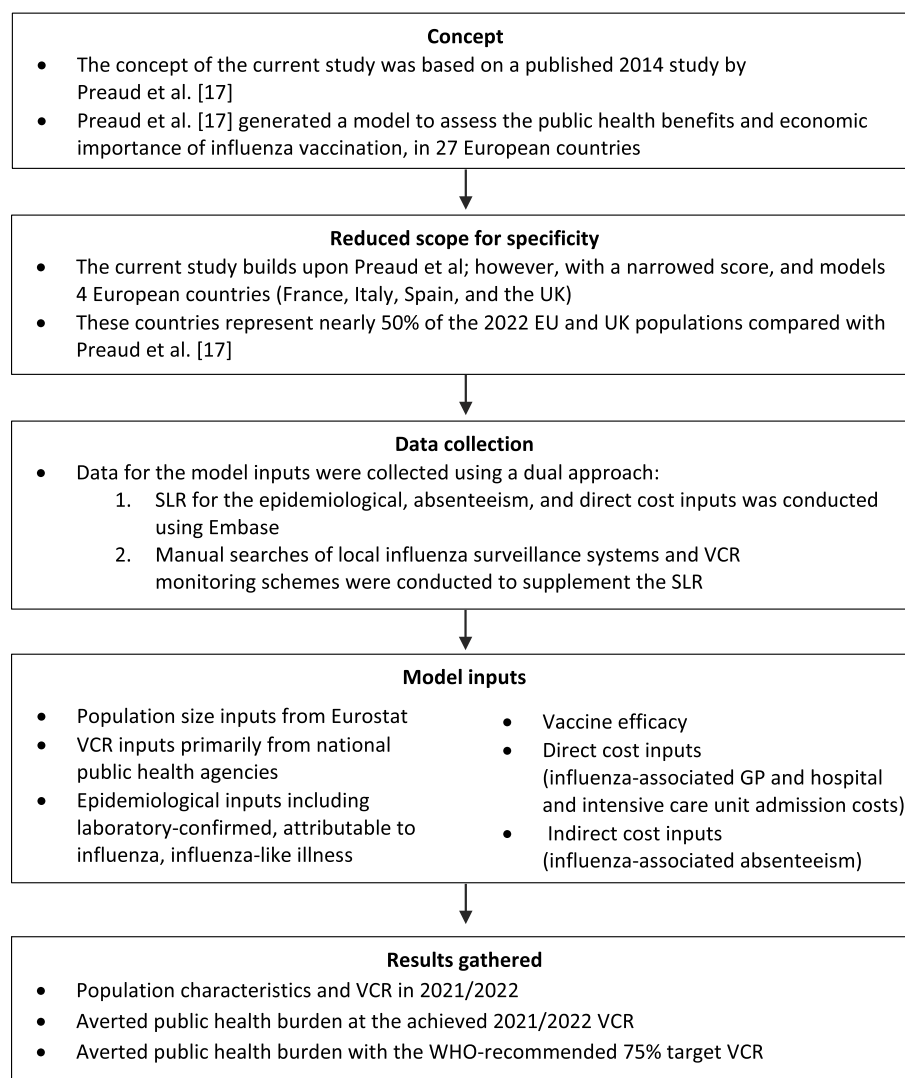 Concept
• The concept of the current study was based on a published 2014 study by
Preaud et al. [17]
• Preaud et al. [17] generated a model to assess the public health benefits and economic
importance of influenza vaccination, in 27 European countries
Reduced scope for specificity
• The current study builds upon Preaud et al; however, with a narrowed score, and models
4 European countries (France, Italy, Spain, and the UK)
• These countries represent nearly 50% of the 2022 EU and UK populations compared with
Preaud et al. [17]
Data collection
• Data for the model inputs were collected using a dual approach:
1. SLR for the epidemiological, absenteeism, and direct cost inputs was conducted
using Embase
2. Manual searches of local influenza surveillance systems and VCR
monitoring schemes were conducted to supplement the SLR
Model inputs
• Population size inputs from Eurostat
• VCR inputs primarily from national
public health agencies
• Epidemiological inputs including
laboratory-confirmed, attributable to
influenza, influenza-like illness
• Vaccine efficacy
• Direct cost inputs
(influenza-associated GP and hospital
and intensive care unit admission costs)
• Indirect cost inputs
(influenza-associated absenteeism)
Results gathered
• Population characteristics and VCR in 2021/2022
• Averted public health burden at the achieved 2021/2022 VCR
• Averted public health burden with the WHO-recommended 75% target VCR